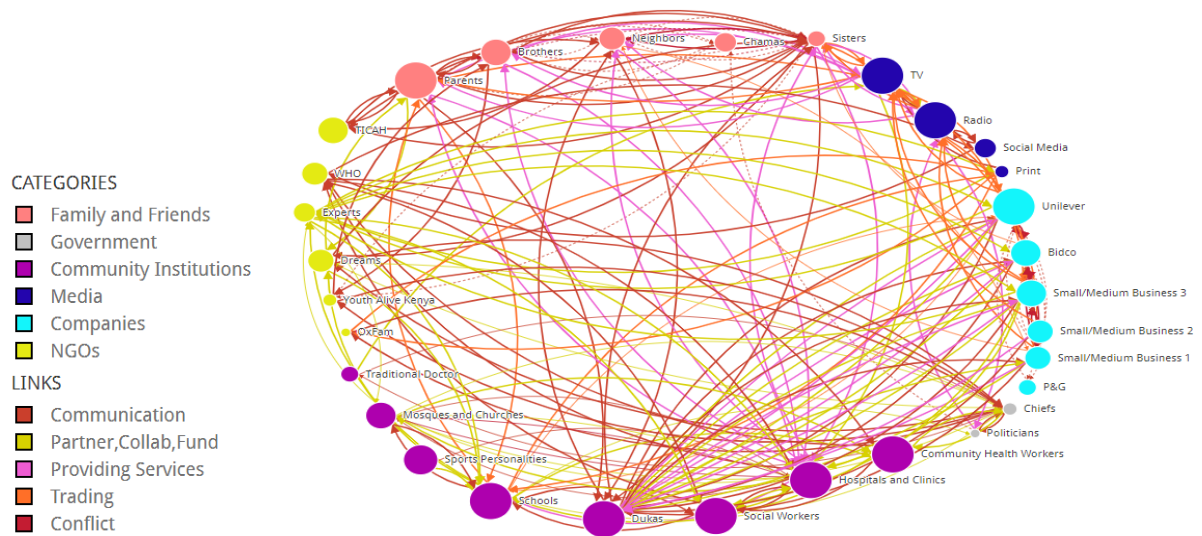 CATEGORIES
Family and Friends
Government
Community Institutions
Media
Companies
NGOs
LINKS
Communication
Partner,Collab,Fund
Providing Services
Trading
Conflict
Sisters
Chamas
Neighbors
Brothers
Parents
TICAH
WHO
Experts
Dreams
Youth Alive Kenya
OxFam
Traditional Doctor
Mosques and Churches
Sports Personalities
Schools
Dukas
Social Workers
Hospitals and Clinics
Community Health Workers
Politicians
Chiefs
P&G
Small/Medium Business 1
Small/Medium Business 2
Small/Medium Business 3
Bidco
Unilever
Print
Social Media
Radio
TV